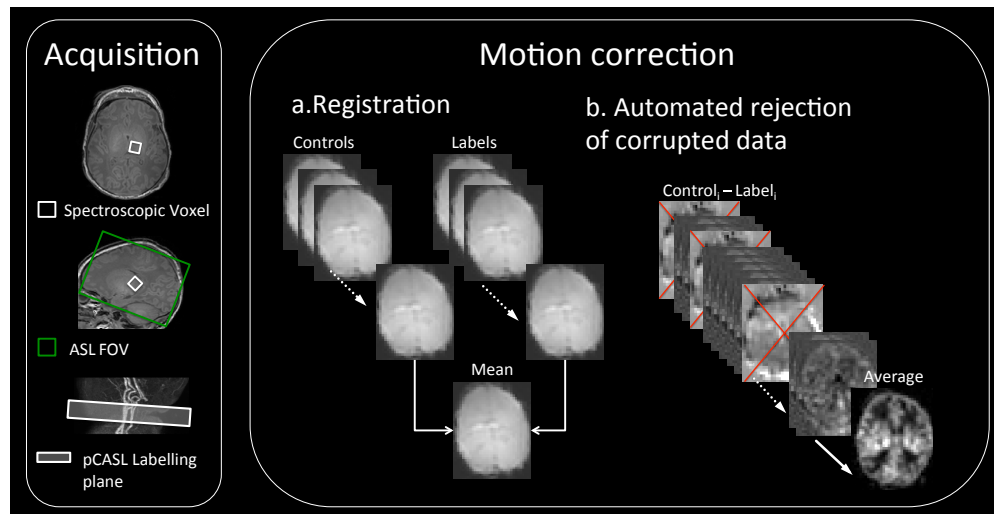 Acquisition
Spectroscopic Voxel
ASL FOV
pCASL Labelling
plane
Motion correction
a.Registration
Controls
Labels
Mean
b. Automated rejection
of corrupted data
Controlᵢ – Labelᵢ
Average